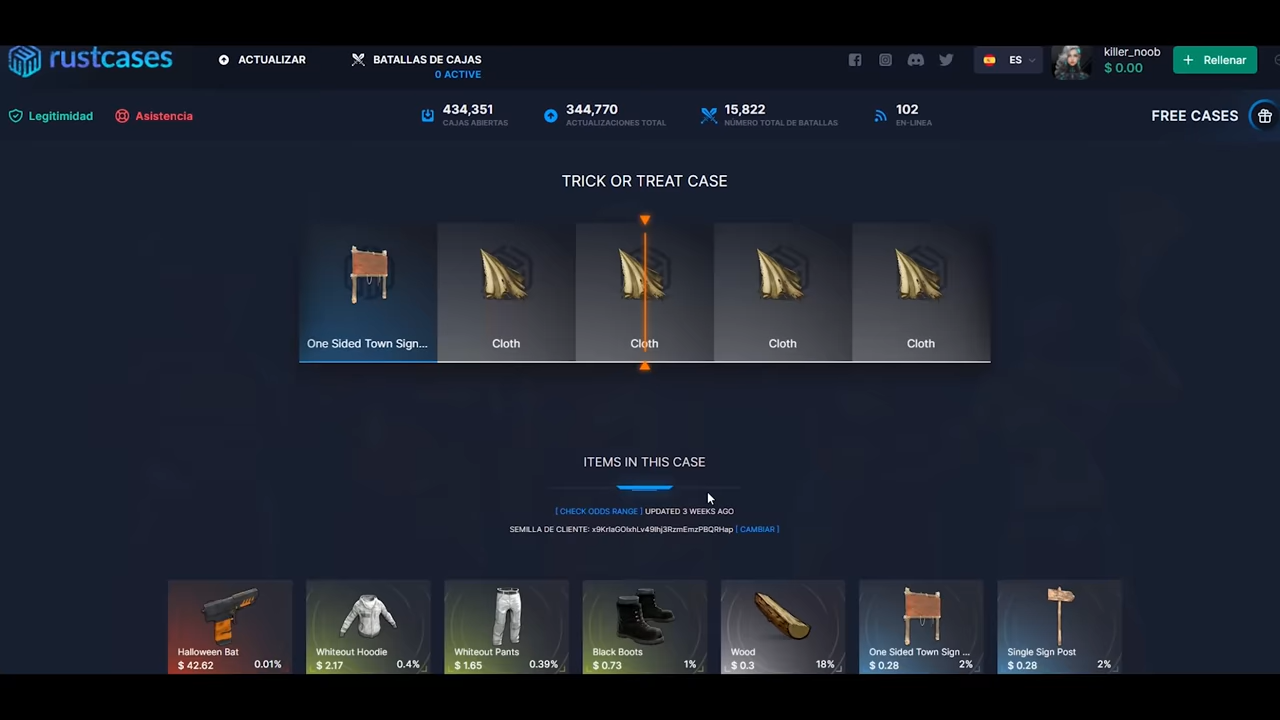 rustcases
ACTUALIZAR
BATALLAS DE CAJAS
0 ACTIVE
ES
killer_noob
$ 0.00
Rellenar
Legitimidad
Asistencia
434,351
CAJAS ABIERTAS
344,770
ACTUALIZACIONES TOTAL
15,822
NÚMERO TOTAL DE BATALLAS
102
EN-LINEA
FREE CASES
TRICK OR TREAT CASE
One Sided Town Sign...
Cloth
Cloth
Cloth
Cloth
ITEMS IN THIS CASE
[ CHECK ODDS RANGE ] UPDATED 3 WEEKS AGO
SEMILLA DE CLIENTE: [ CAMBIAR ]
Halloween Bat
$ 42.62 0.01%
Whiteout Hoodie
$ 2.17 0.4%
Whiteout Pants
$ 1.65 0.39%
Black Boots
$ 0.73 1%
Wood
$ 0.3 18%
One Sided Town Sign ...
$ 0.28 2%
Single Sign Post
$ 0.28 2%